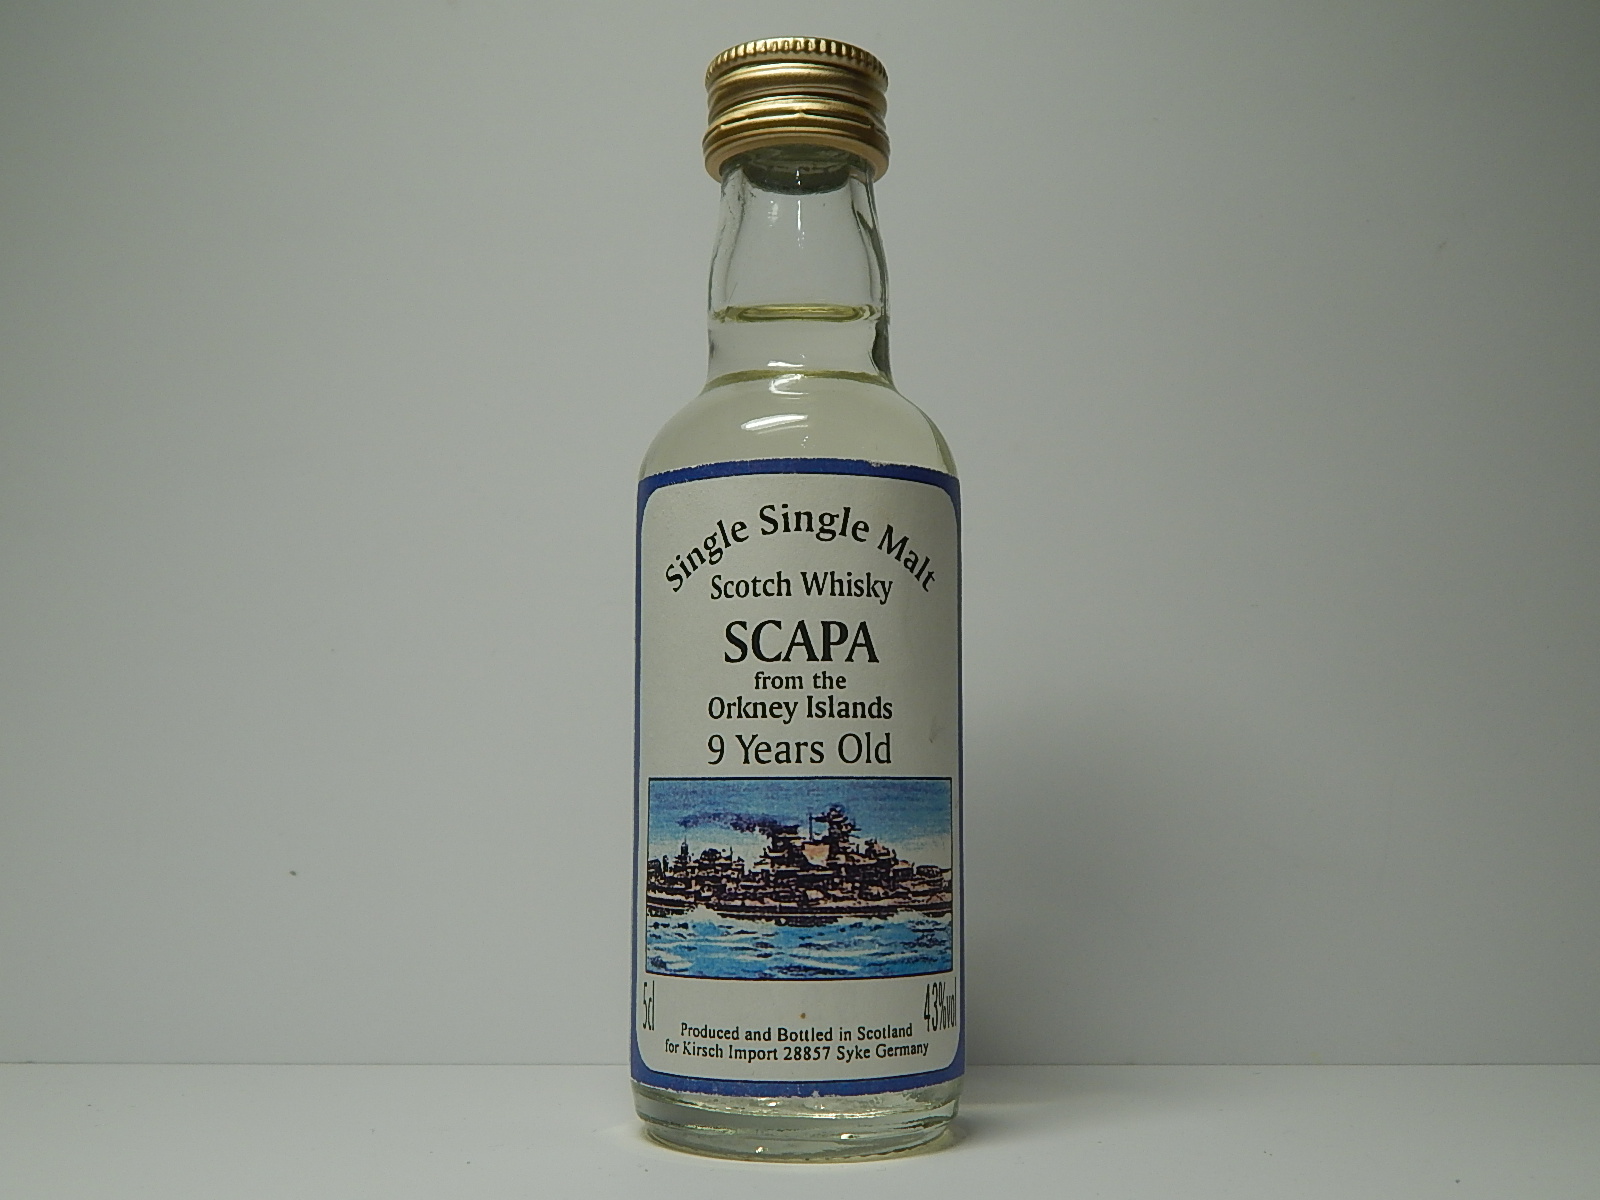 Single Single Malt
Scotch Whisky
SCAPA
from the
Orkney Islands
9 Years Old
5cl
43%vol
Produced and Bottled in Scotland
for Kirsch Import 28857 Syke Germany